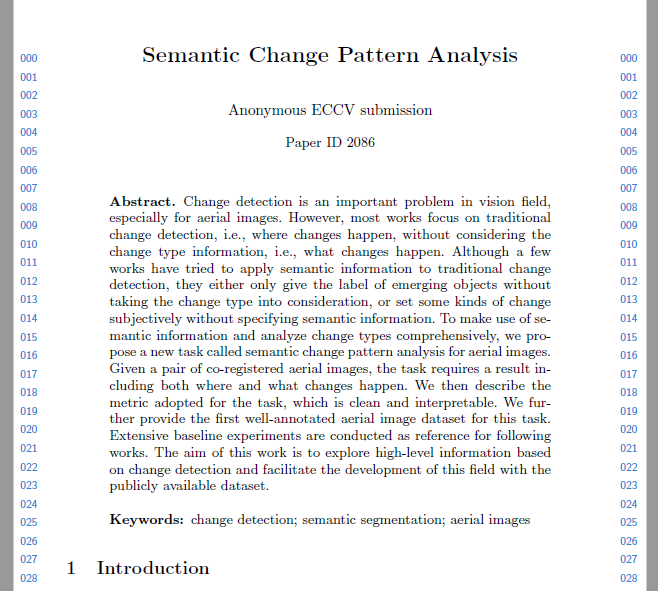 Semantic Change Pattern Analysis
Anonymous ECCV submission
Paper ID 2086
Abstract. Change detection is an important problem in vision field,
especially for aerial images. However, most works focus on traditional
change detection, i.e., where changes happen, without considering the
change type information, i.e., what changes happen. Although a few
works have tried to apply semantic information to traditional change
detection, they either only give the label of emerging objects without
taking the change type into consideration, or set some kinds of change
subjectively without specifying semantic information. To make use of se-
mantic information and analyze change types comprehensively, we pro-
pose a new task called semantic change pattern analysis for aerial images.
Given a pair of co-registered aerial images, the task requires a result in-
cluding both where and what changes happen. We then describe the
metric adopted for the task, which is clean and interpretable. We fur-
ther provide the first well-annotated aerial image dataset for this task.
Extensive baseline experiments are conducted as reference for following
works. The aim of this work is to explore high-level information based
on change detection and facilitate the development of this field with the
publicly available dataset.
Keywords: change detection; semantic segmentation; aerial images
1 Introduction
000
001
002
003
004
005
006
007
008
009
010
011
012
013
014
015
016
017
018
019
020
021
022
023
024
025
026
027
028
000
001
002
003
004
005
006
007
008
009
010
011
012
013
014
015
016
017
018
019
020
021
022
023
024
025
026
027
028